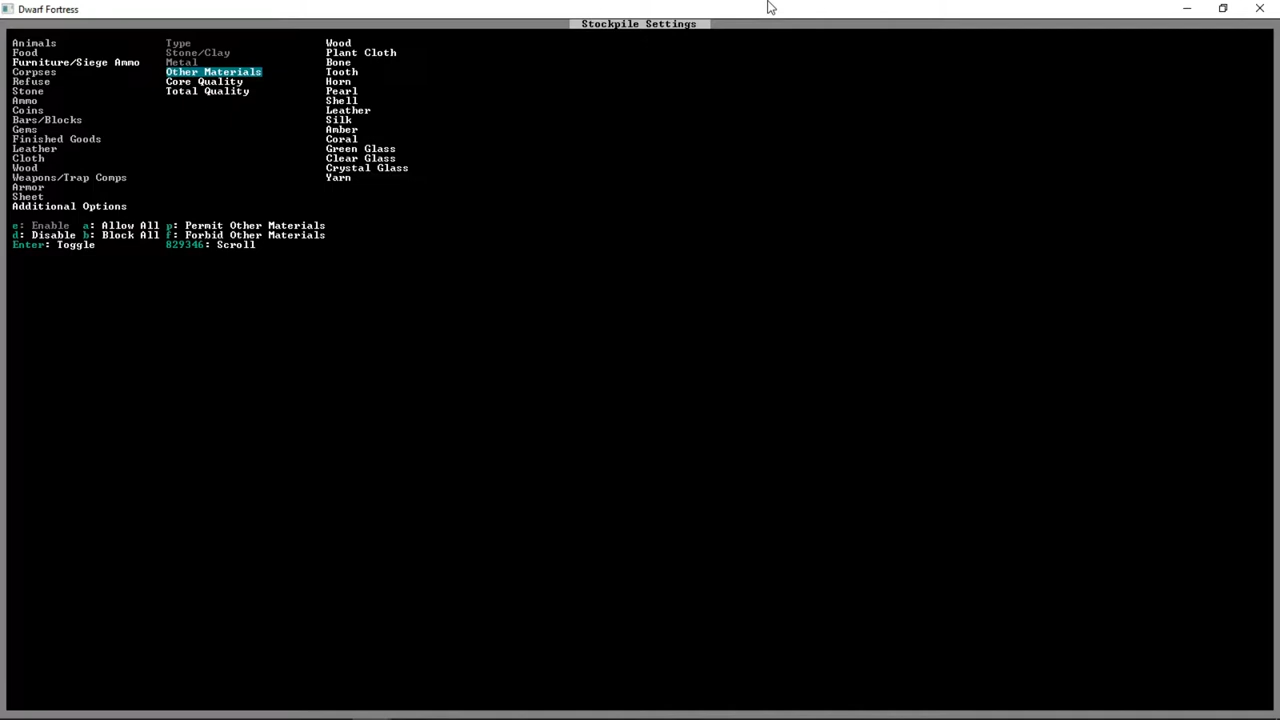 Dwarf Fortress
Stockpile Settings
Animals Type Wood
Food Stone/Clay Plant Cloth
Furniture/Siege Ammo Metal Bone
Corpses Other Materials Tooth
Refuse Core Quality Horn
Stone Total Quality Pearl
Ammo Shell
Coins Leather
Bars/Blocks Silk
Gems Amber
Finished Goods Coral
Leather Green Glass
Cloth Clear Glass
Wood Crystal Glass
Weapons/Trap Comps Yarn
Armor
Sheet
Additional Options
e: Enable a: Allow All p: Permit Other Materials
d: Disable b: Block All f: Forbid Other Materials
Enter: Toggle 829346: Scroll